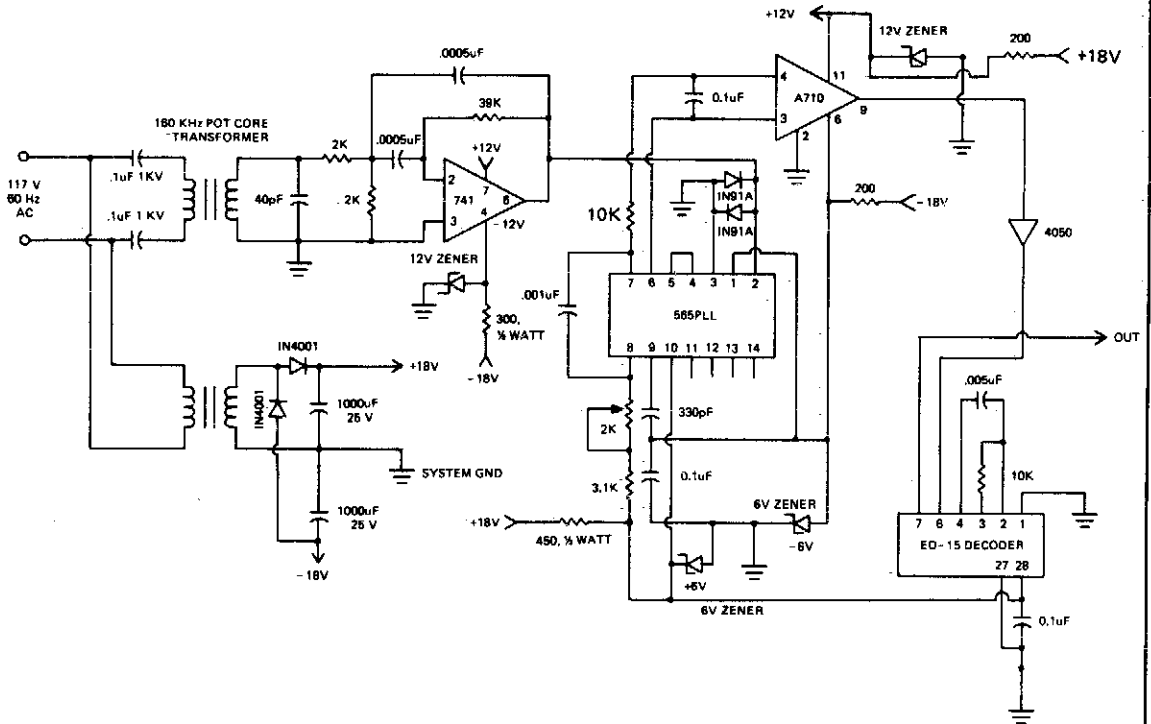 +12V
12V ZENER
200
+18V
.0005uF
39K
160 KHz POT CORE
TRANSFORMER
2K
.0005uF
+12V
0.1uF
4
11
A710
9
3
6
2
117 V
60 Hz
AC
.1uF 1KV
.1uF 1 KV
40pF
2K
2
7
741
6
3
4
-12V
10K
IN91A
IN91A
200
-18V
4050
12V ZENER
300,
½ WATT
-18V
.001uF
7 6 5 4 3 1 2
565PLL
8 9 10 11 12 13 14
OUT
IN4001
+18V
IN4001
1000uF
25 V
SYSTEM GND
1000uF
25 V
-18V
2K
330pF
3.1K
0.1uF
+18V
450, ½ WATT
6V ZENER
-6V
+6V
6V ZENER
.005uF
10K
7 6 4 3 2 1
ED-15 DECODER
27 28
0.1uF